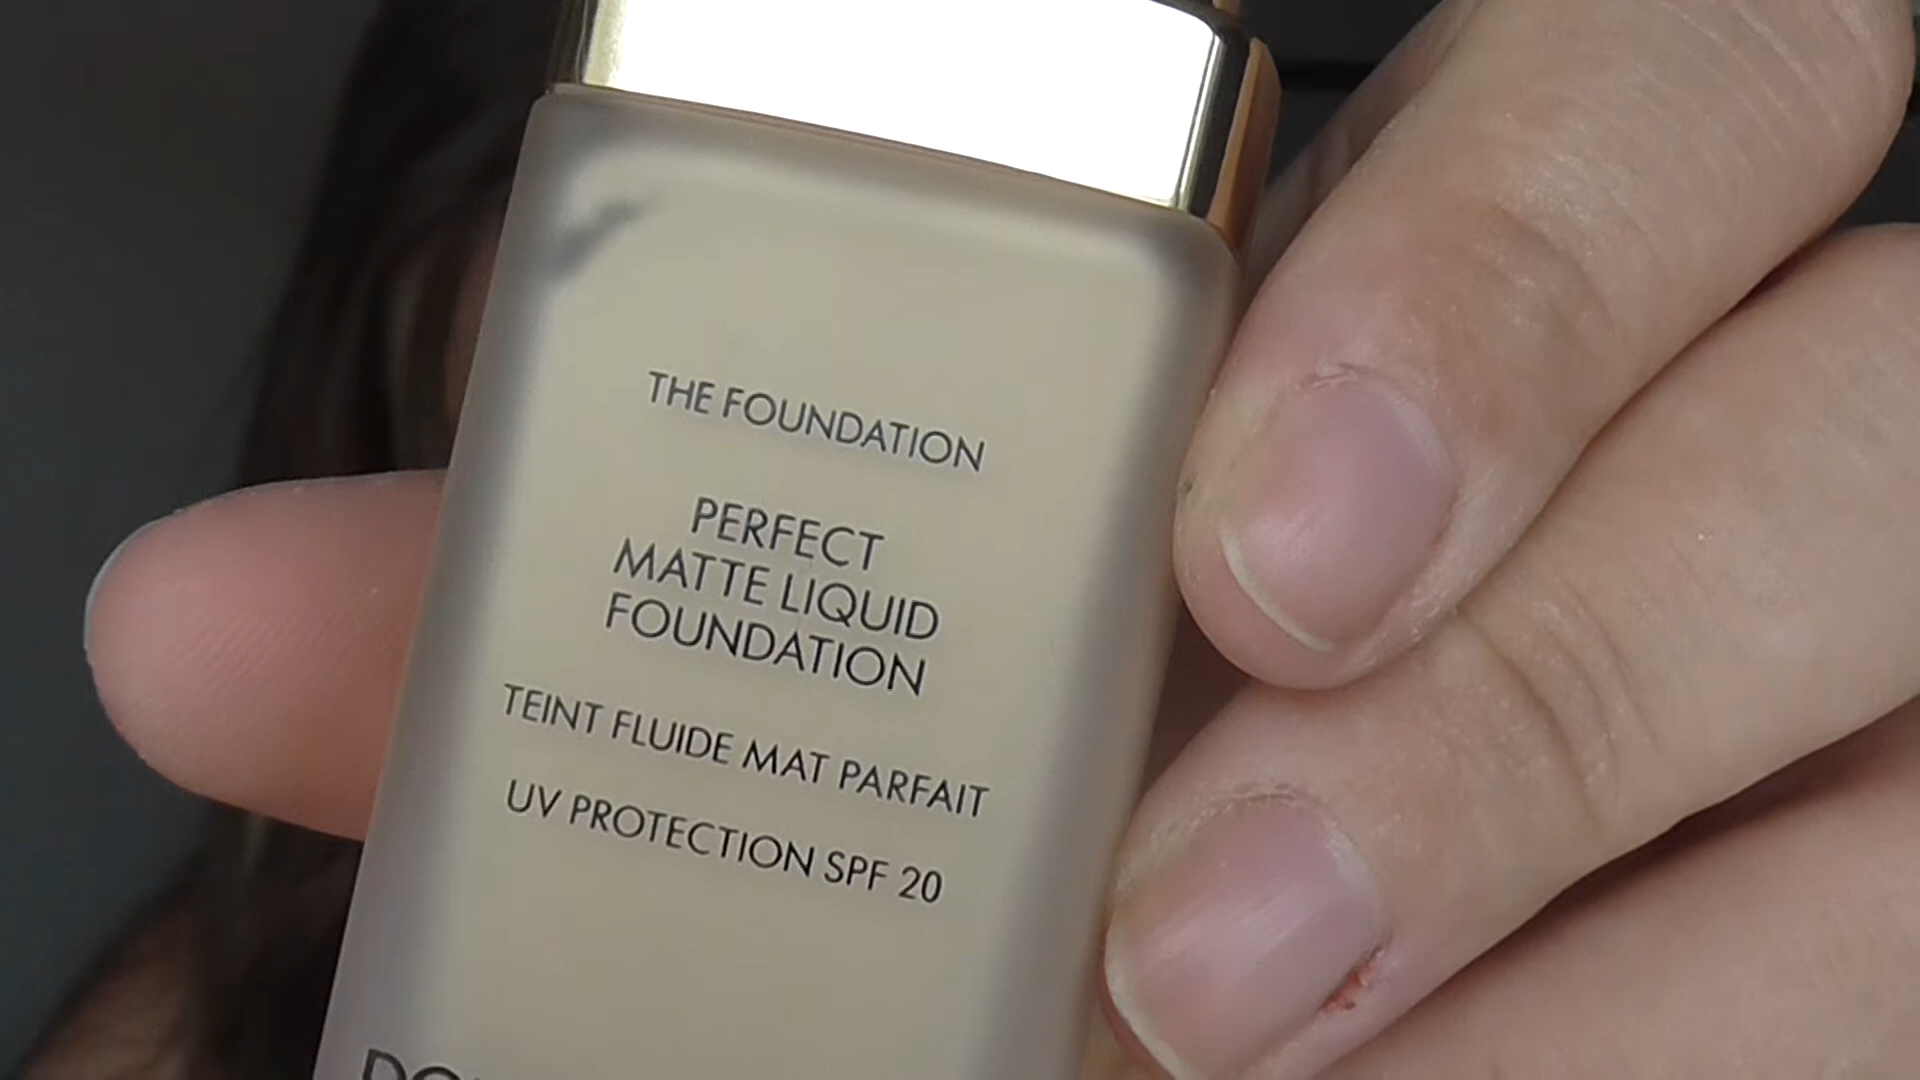 THE FOUNDATION
PERFECT
MATTE LIQUID
FOUNDATION
TEINT FLUIDE MAT PARFAIT
UV PROTECTION SPF 20